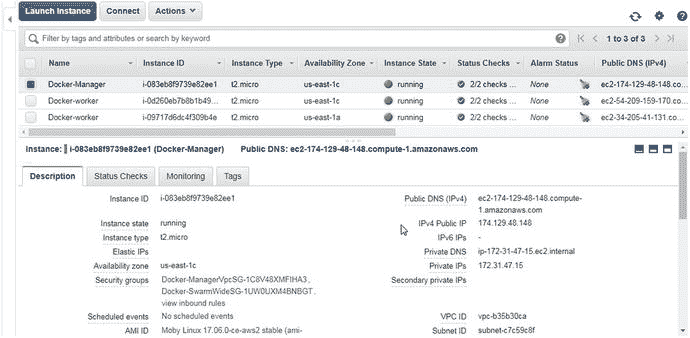 Launch Instance Connect Actions
Filter by tags and attributes or search by keyword 1 to 3 of 3
Name Instance ID Instance Type Availability Zone Instance State Status Checks Alarm Status Public DNS (IPv4)
Docker-Manager i-083eb8f9739e82ee1 t2.micro us-east-1c running 2/2 checks ... None ec2-174-129-48-148.co...
Docker-worker i-0d260eb7b8b1b49... t2.micro us-east-1c running 2/2 checks ... None ec2-54-209-159-170.co...
Docker-worker i-09717d6dc4f309b4e t2.micro us-east-1a running 2/2 checks ... None ec2-34-205-41-131.co...
Instance: i-083eb8f9739e82ee1 (Docker-Manager) Public DNS: ec2-174-129-48-148.compute-1.amazonaws.com
Description Status Checks Monitoring Tags
Instance ID i-083eb8f9739e82ee1 Public DNS (IPv4) ec2-174-129-48-148.compute-
1.amazonaws.com
Instance state running IPv4 Public IP 174.129.48.148
Instance type t2.micro IPv6 IPs -
Elastic IPs Private DNS ip-172-31-47-15.ec2.internal
Availability zone us-east-1c Private IPs 172.31.47.15
Security groups Docker-ManagerVpcSG-1C8V48XMFIHA3, Secondary private IPs
Docker-SwarmWideSG-1UW0UXM4BNBGT,
view inbound rules
Scheduled events No scheduled events VPC ID vpc-b35b30ca
AMI ID Moby Linux 17.06.0-ce-aws2 stable (ami- Subnet ID subnet-c7c59c8f